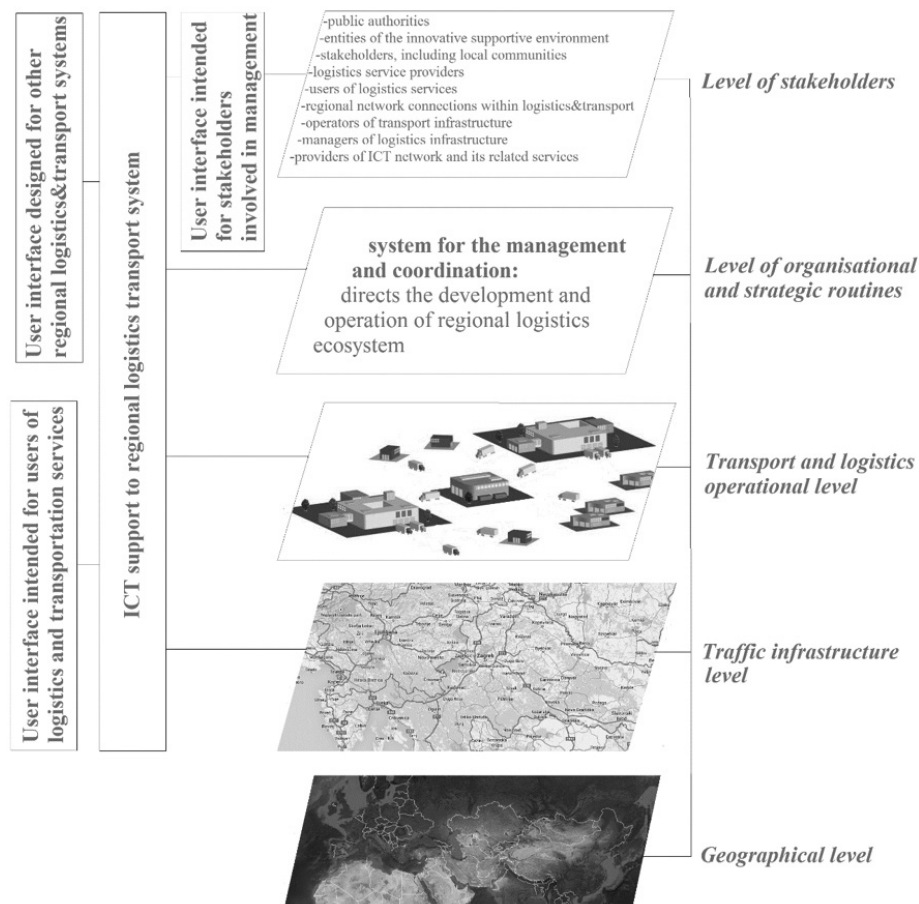 User interface designed for other
regional logistics&transport systems
User interface intended for users of
logistics and transportation services
ICT support to regional logistics transport system
User interface intended
for stakeholders
involved in management
-public authorities
-entities of the innovative supportive environment
-stakeholders, including local communities
-logistics service providers
-users of logistics services
-regional network connections within logistics&transport
-operators of transport infrastructure
-managers of logistics infrastructure
-providers of ICT network and its related services
Level of stakeholders
system for the management
and coordination:
directs the development and
operation of regional logistics
ecosystem
Level of organisational
and strategic routines
Transport and logistics
operational level
Zagreb
Traffic infrastructure
level
Geographical level